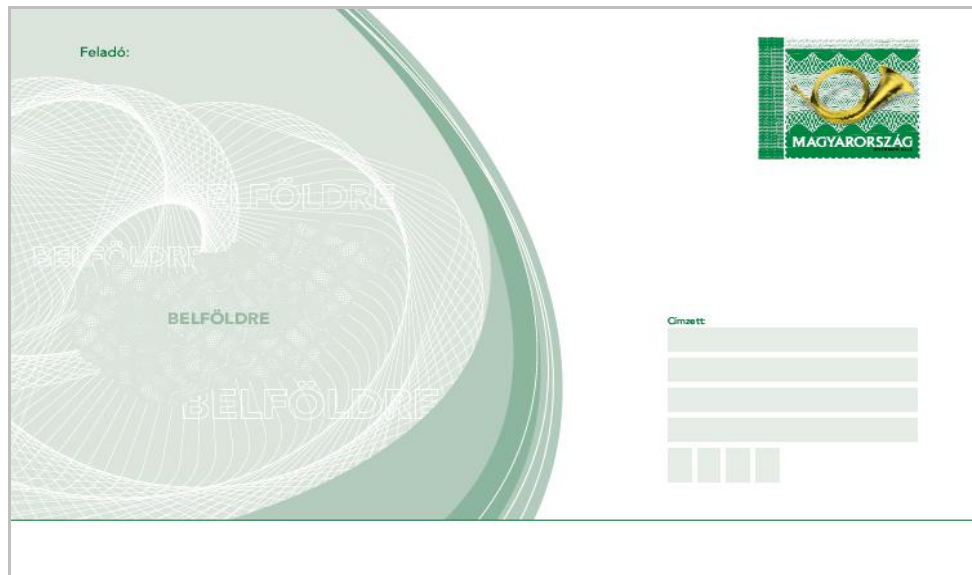 Feladó:
MAGYARORSZÁG
BELFÖLDRE
BELFÖLDRE
BELFÖLDRE
Címzett:
BELFÖLDRE